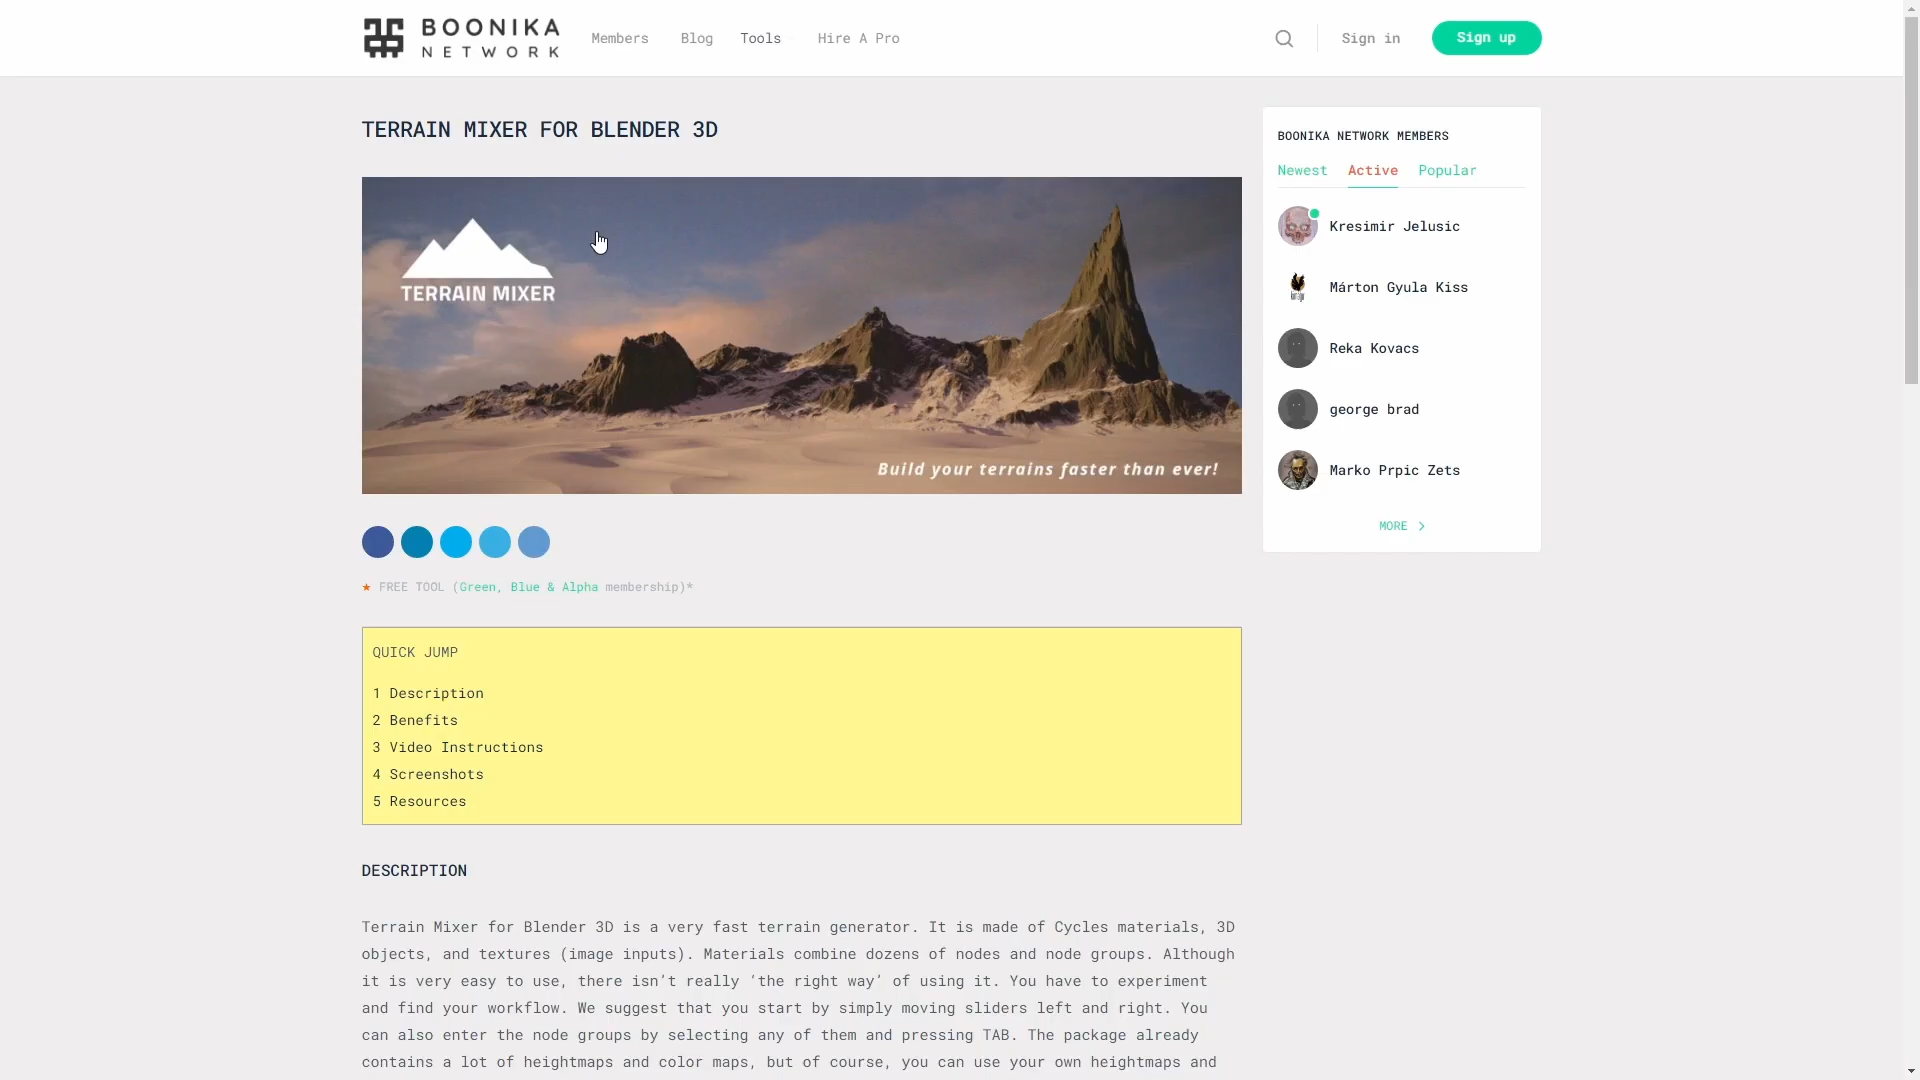 BOONIKA
NETWORK
Members
Blog
Tools
Hire A Pro
Sign in
Sign up
TERRAIN MIXER FOR BLENDER 3D
TERRAIN MIXER
Build your terrains faster than ever!
★ FREE TOOL (Green, Blue & Alpha membership)*
QUICK JUMP
1 Description
2 Benefits
3 Video Instructions
4 Screenshots
5 Resources
DESCRIPTION
Terrain Mixer for Blender 3D is a very fast terrain generator. It is made of Cycles materials, 3D
objects, and textures (image inputs). Materials combine dozens of nodes and node groups. Although
it is very easy to use, there isn’t really ‘the right way’ of using it. You have to experiment
and find your workflow. We suggest that you start by simply moving sliders left and right. You
can also enter the node groups by selecting any of them and pressing TAB. The package already
contains a lot of heightmaps and color maps, but of course, you can use your own heightmaps and
BOONIKA NETWORK MEMBERS
Newest
Active
Popular
Kresimir Jelusic
Márton Gyula Kiss
Reka Kovacs
george brad
Marko Prpic Zets
MORE >